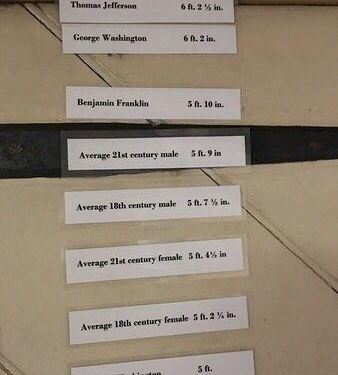 Thomas Jefferson 6 ft. 2 ½ in.
George Washington 6 ft. 2 in.
Benjamin Franklin 5 ft. 10 in.
Average 21st century male 5 ft. 9 in
Average 18th century male 5 ft. 7 ½ in.
Average 21st century female 5 ft. 4½ in
Average 18th century female 5 ft. 2 ¼ in.
Washington 5 ft.